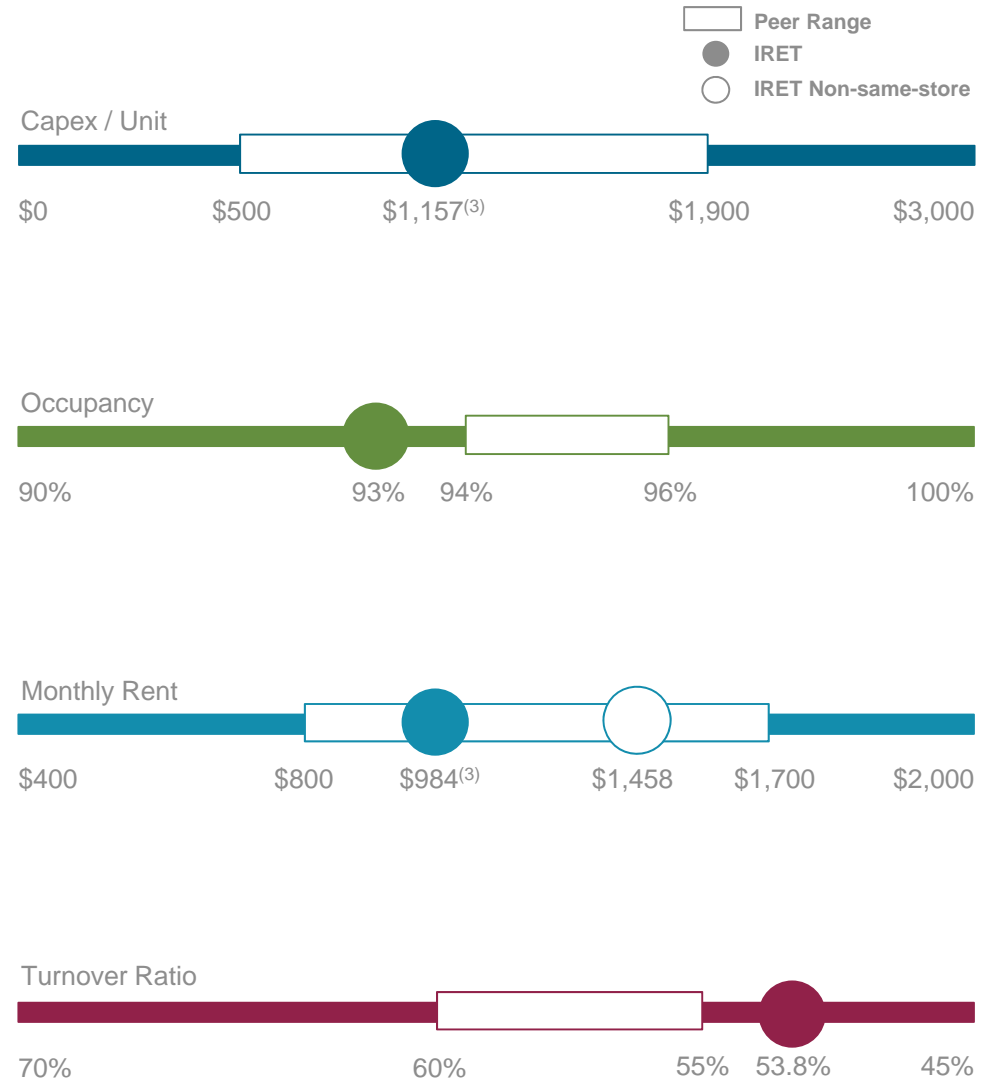 Peer Range
IRET
IRET Non-same-store
Capex / Unit
$0 $500 $1,157(3) $1,900 $3,000
Occupancy
90% 93% 94% 96% 100%
Monthly Rent
$400 $800 $984(3) $1,458 $1,700 $2,000
Turnover Ratio
70% 60% 55% 53.8% 45%